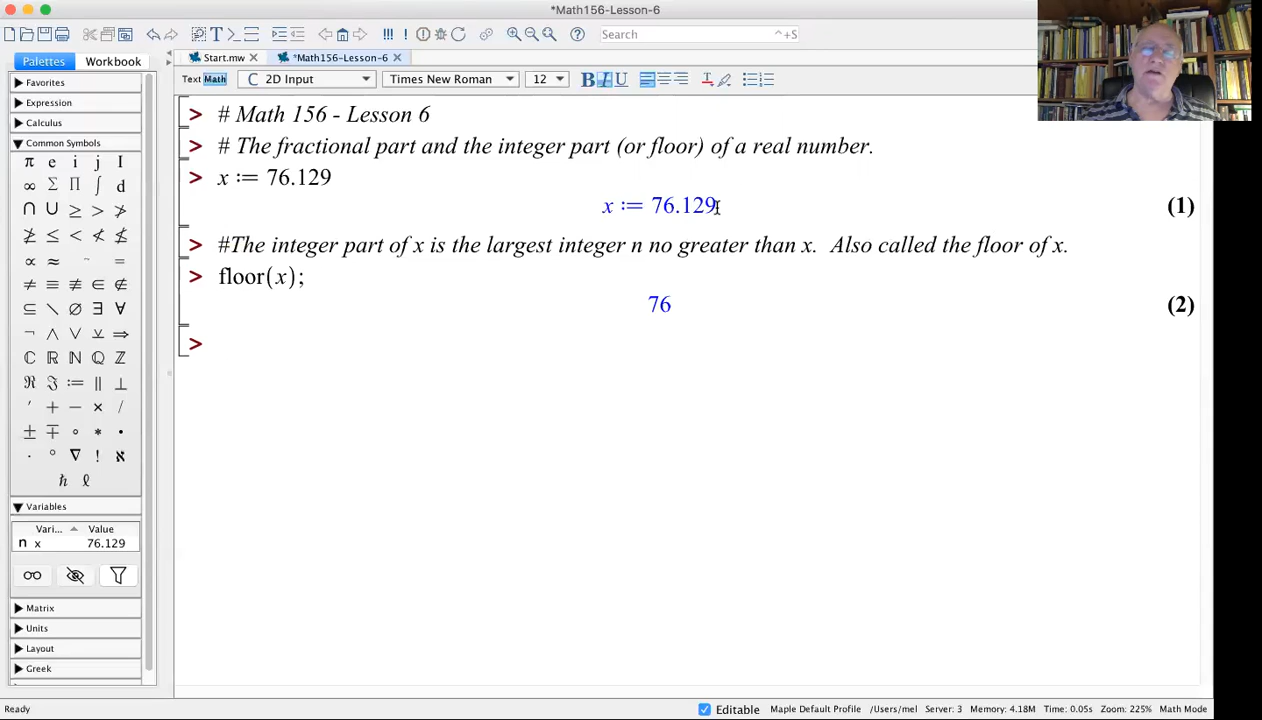 *Math156-Lesson-6
Search
+S
Palettes
Workbook
Start.mw
*Math156-Lesson-6
Text Math
C 2D Input
Times New Roman
12
B I U
Favorites
Expression
Calculus
Common Symbols
π e i j I
∞ ∑ ∏ ∫ d
∩ ∪ ≥ > ≯
≱ ≤ < ≮ ≰
∝ ≈ ~ =
≠ ≡ ≢ ∈ ∉
⊆ ∖ ∅ ∃ ∀
¬ ∧ ∨ ⊻ ⇒
ℂ ℝ ℕ ℚ ℤ
ℜ ℑ := ∥ ⊥
′ + − × /
± ∓ ∘ * •
· ° ∇ ! ℵ
ℏ ℓ
Variables
Vari... Value
n x 76.129
Matrix
Units
Layout
Greek
> # Math 156 - Lesson 6
> # The fractional part and the integer part (or floor) of a real number.
> x := 76.129
x := 76.129 (1)
> #The integer part of x is the largest integer n no greater than x. Also called the floor of x.
> floor(x);
76 (2)
>
Ready
Editable
Maple Default Profile
/Users/mel
Server: 3
Memory: 4.18M
Time: 0.05s
Zoom: 225%
Math Mode